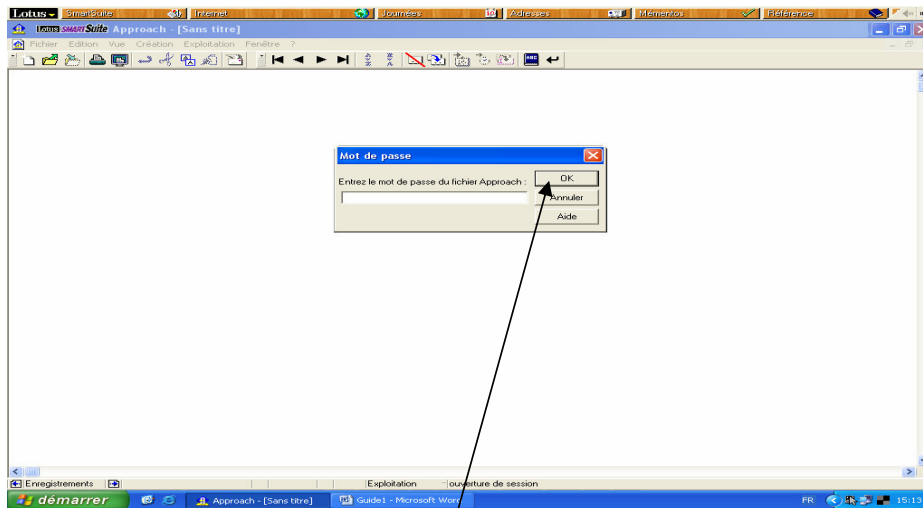 Lotus SmartSuite Internet Journées 12 Adresses Mémentos Référence
Lotus SMARTSuite Approach - [Sans titre]
Fichier Edition Vue Création Exploitation Fenêtre ?
Mot de passe
Entrez le mot de passe du fichier Approach :
OK
Annuler
Aide
Enregistrements Exploitation ouverture de session
démarrer Approach - [Sans titre] Guide1 - Microsoft Word FR 15:13